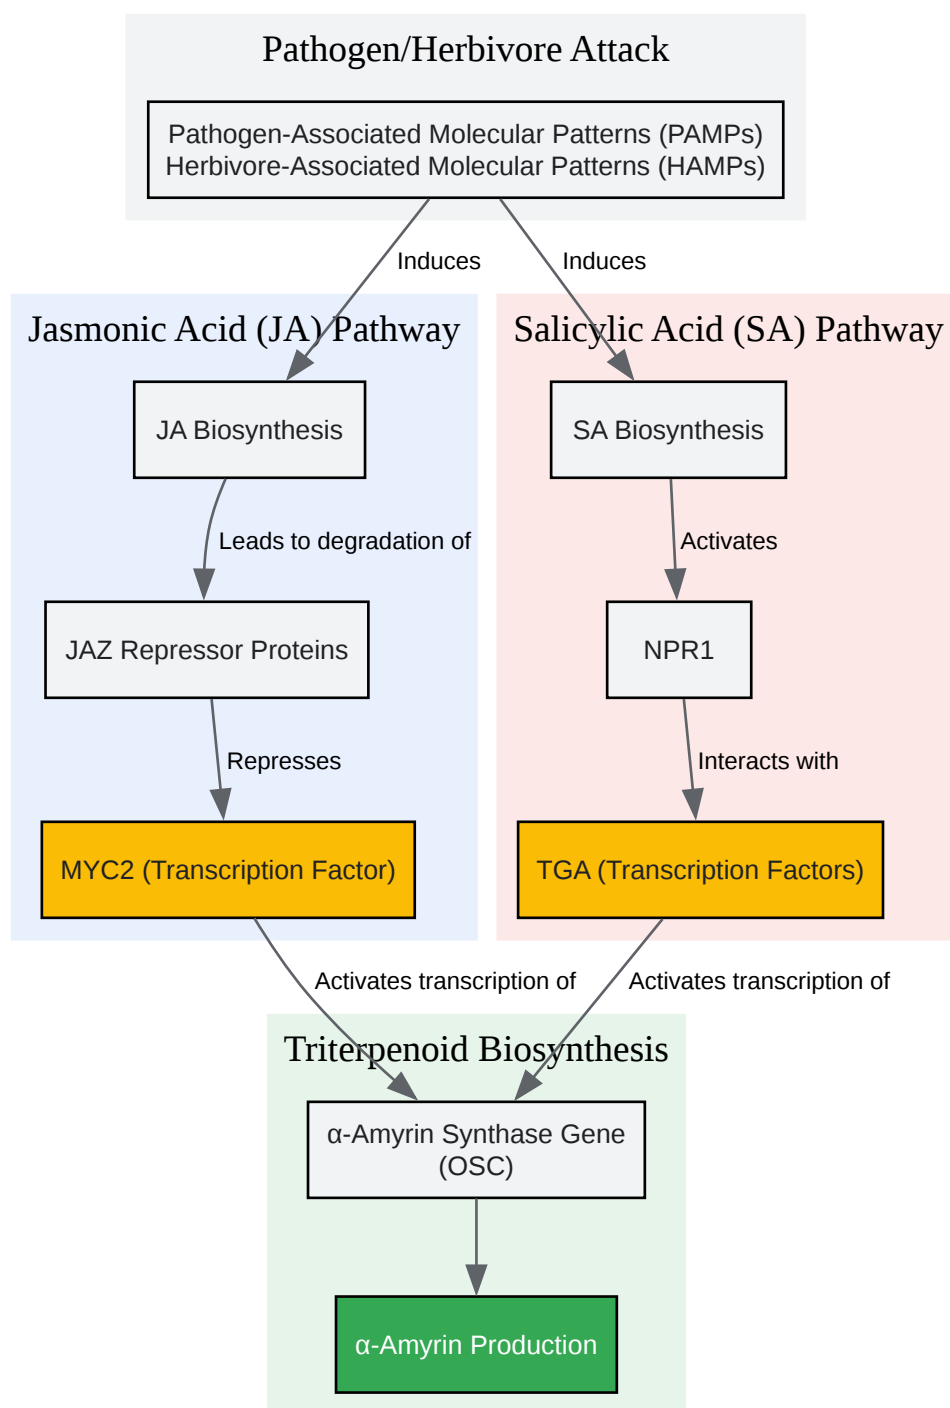 Pathogen/Herbivore Attack
Pathogen-Associated Molecular Patterns (PAMPs)
Herbivore-Associated Molecular Patterns (HAMPs)
Induces
Induces
Jasmonic Acid (JA) Pathway
Salicylic Acid (SA) Pathway
JA Biosynthesis
SA Biosynthesis
Leads to degradation of
Activates
JAZ Repressor Proteins
NPR1
Represses
Interacts with
MYC2 (Transcription Factor)
TGA (Transcription Factors)
Activates transcription of
Activates transcription of
Triterpenoid Biosynthesis
α-Amyrin Synthase Gene
(OSC)
α-Amyrin Production